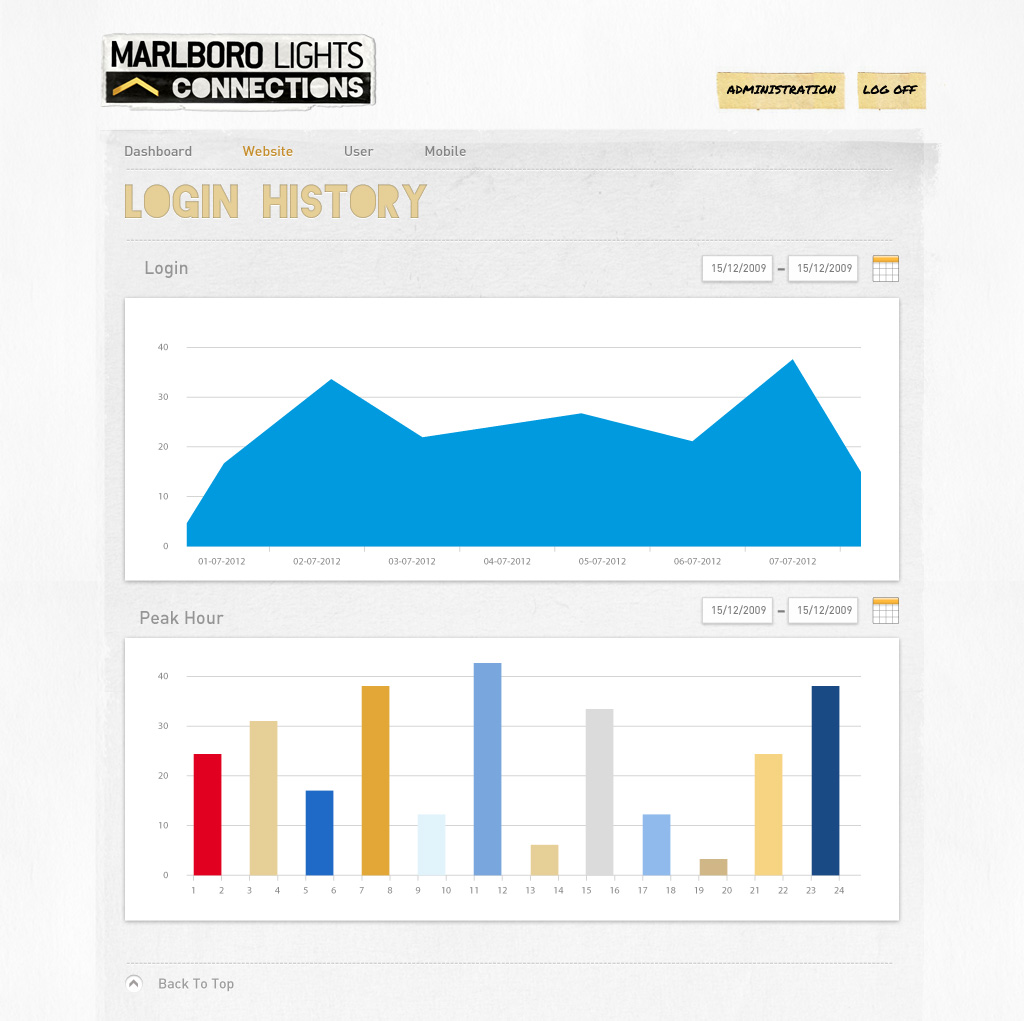 MARLBORO LIGHTS
CONNECTIONS
ADMINISTRATION LOG OFF
Dashboard Website User Mobile
LOGIN HISTORY
Login 15/12/2009 - 15/12/2009
40
30
20
10
0
01-07-2012 02-07-2012 03-07-2012 04-07-2012 05-07-2012 06-07-2012 07-07-2012
Peak Hour 15/12/2009 - 15/12/2009
40
30
20
10
0
1 2 3 4 5 6 7 8 9 10 11 12 13 14 15 16 17 18 19 20 21 22 23 24
Back To Top